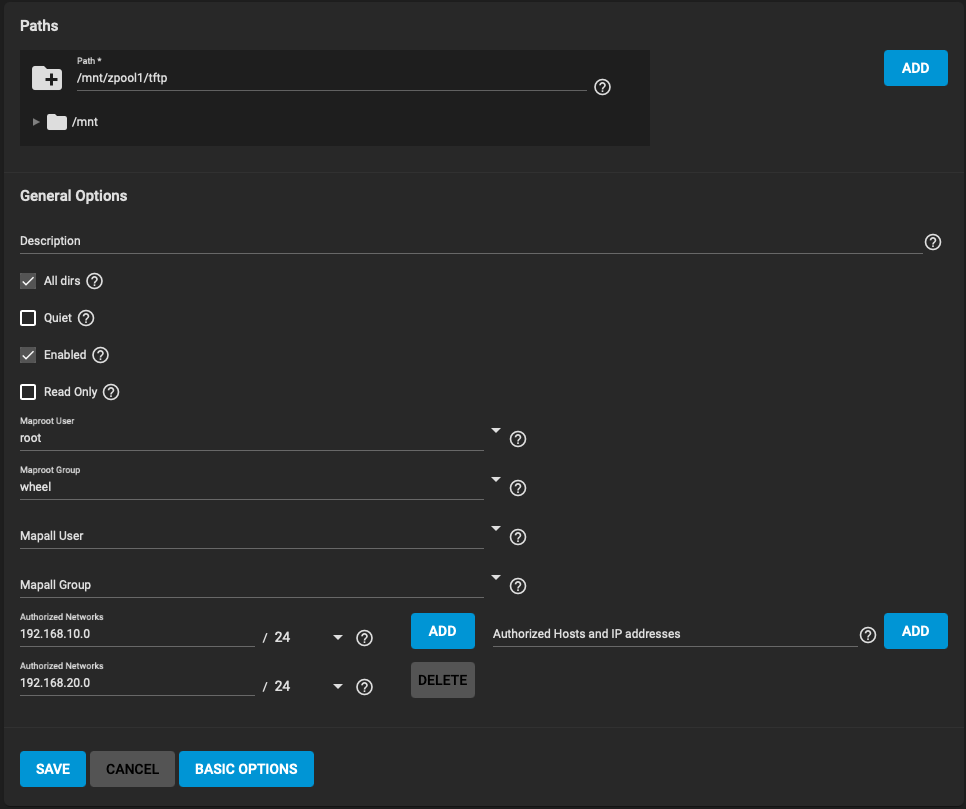 Paths
Path *
/mnt/zpool1/tftp
ADD
/mnt
General Options
Description
All dirs
Quiet
Enabled
Read Only
Maproot User
root
Maproot Group
wheel
Mapall User
Mapall Group
Authorized Networks
192.168.10.0 / 24
ADD
Authorized Hosts and IP addresses
ADD
Authorized Networks
192.168.20.0 / 24
DELETE
SAVE CANCEL BASIC OPTIONS